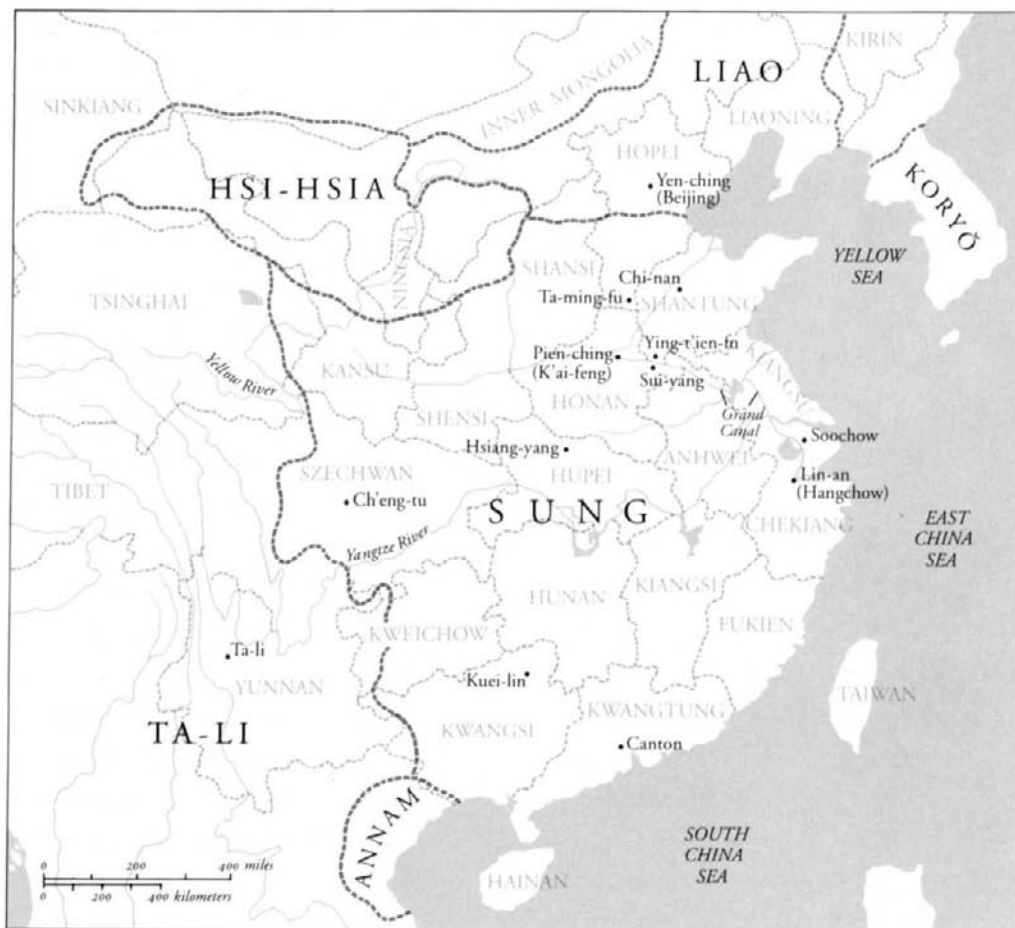 KIRIN
LIAO
INNER MONGOLIA
SINKIANG
LIAONING
HOPEI
HSI-HSIA
Yen-ching
(Beijing)
KORYŎ
NINGSIA
YELLOW
SEA
SHANSI
Chi-nan
TSINGHAI
Ta-ming-fu
SHANTUNG
Ying-t'ien-fu
KIANGSU
Pien-ching
(K'ai-feng)
Sui-yang
Yellow River
KANSU
HONAN
Grand
Canal
SHENSI
Soochow
Hsiang-yang
ANHWEI
SZECHWAN
HUPEI
Lin-an
(Hangchow)
TIBET
Ch'eng-tu
SUNG
CHEKIANG
EAST
CHINA
SEA
Yangtze River
HUNAN
KIANGSI
KWEICHOW
FUKIEN
Ta-li
YUNNAN
Kuei-lin
TAIWAN
KWANGSI
KWANGTUNG
TA-LI
Canton
ANNAM
SOUTH
CHINA
SEA
0 200 400 miles
0 200 400 kilometers
HAINAN